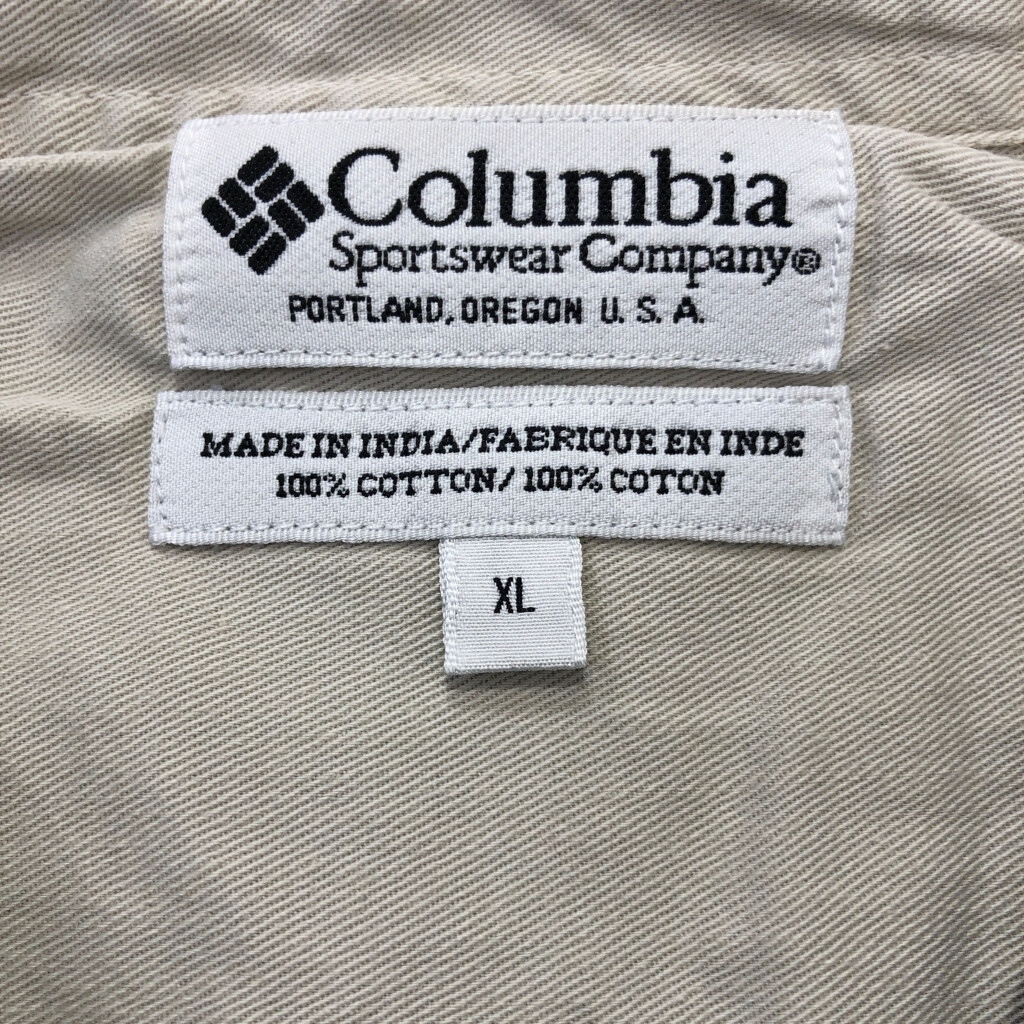 Columbia
Sportswear Company®
PORTLAND, OREGON U. S. A.
MADE IN INDIA/FABRIQUE EN INDE
100% COTTON/ 100% COTON
XL